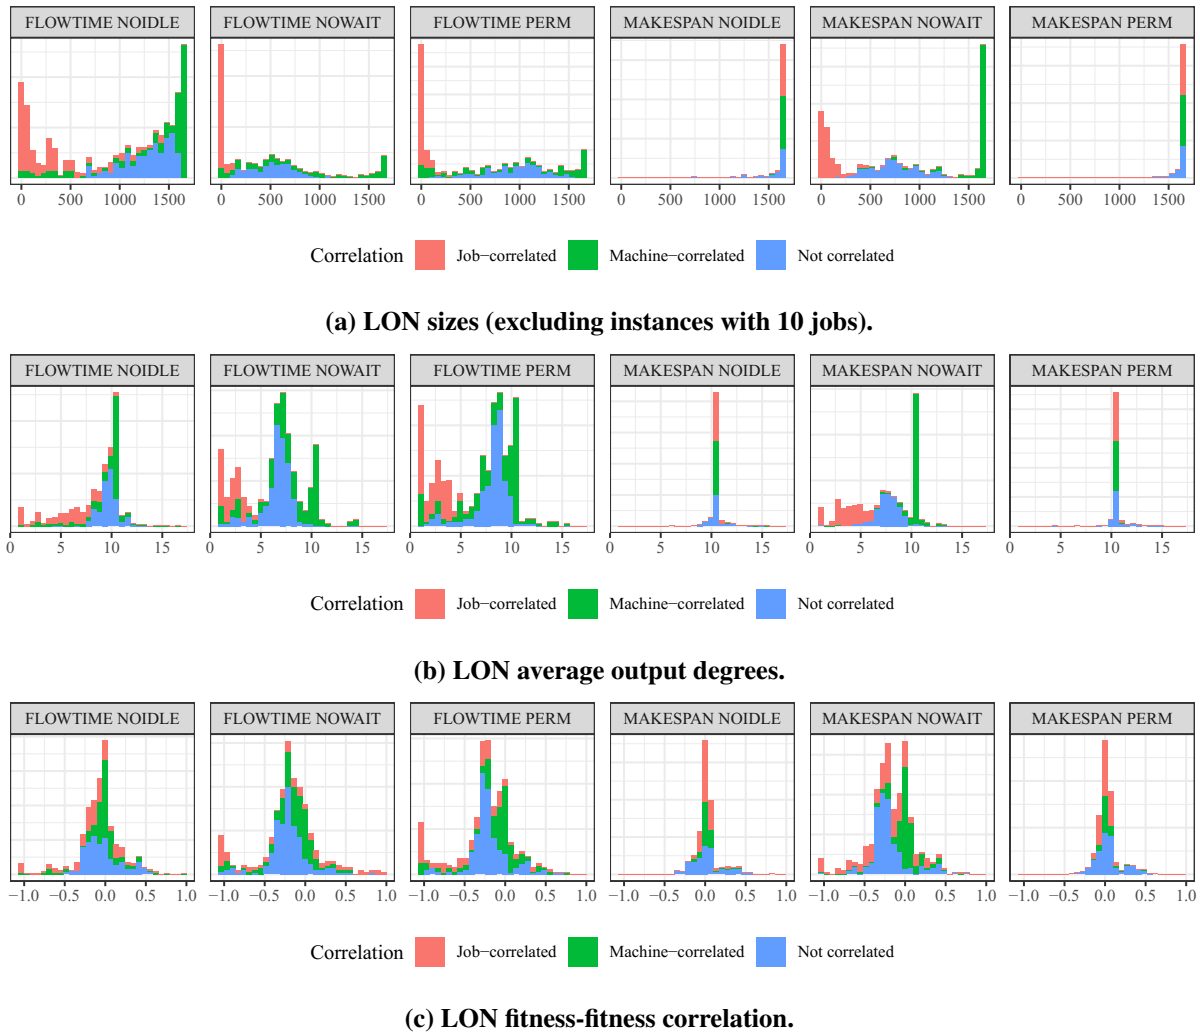 FLOWTIME NOIDLE FLOWTIME NOWAIT FLOWTIME PERM MAKESPAN NOIDLE MAKESPAN NOWAIT MAKESPAN PERM
0 500 1000 1500 0 500 1000 1500 0 500 1000 1500 0 500 1000 1500 0 500 1000 1500 0 500 1000 1500
Correlation Job−correlated Machine−correlated Not correlated
(a) LON sizes (excluding instances with 10 jobs).
FLOWTIME NOIDLE FLOWTIME NOWAIT FLOWTIME PERM MAKESPAN NOIDLE MAKESPAN NOWAIT MAKESPAN PERM
0 5 10 15 0 5 10 15 0 5 10 15 0 5 10 15 0 5 10 15 0 5 10 15
Correlation Job−correlated Machine−correlated Not correlated
(b) LON average output degrees.
FLOWTIME NOIDLE FLOWTIME NOWAIT FLOWTIME PERM MAKESPAN NOIDLE MAKESPAN NOWAIT MAKESPAN PERM
−1.0 −0.5 0.0 0.5 1.0 −1.0 −0.5 0.0 0.5 1.0 −1.0 −0.5 0.0 0.5 1.0 −1.0 −0.5 0.0 0.5 1.0 −1.0 −0.5 0.0 0.5 1.0 −1.0 −0.5 0.0 0.5 1.0
Correlation Job−correlated Machine−correlated Not correlated
(c) LON fitness-fitness correlation.